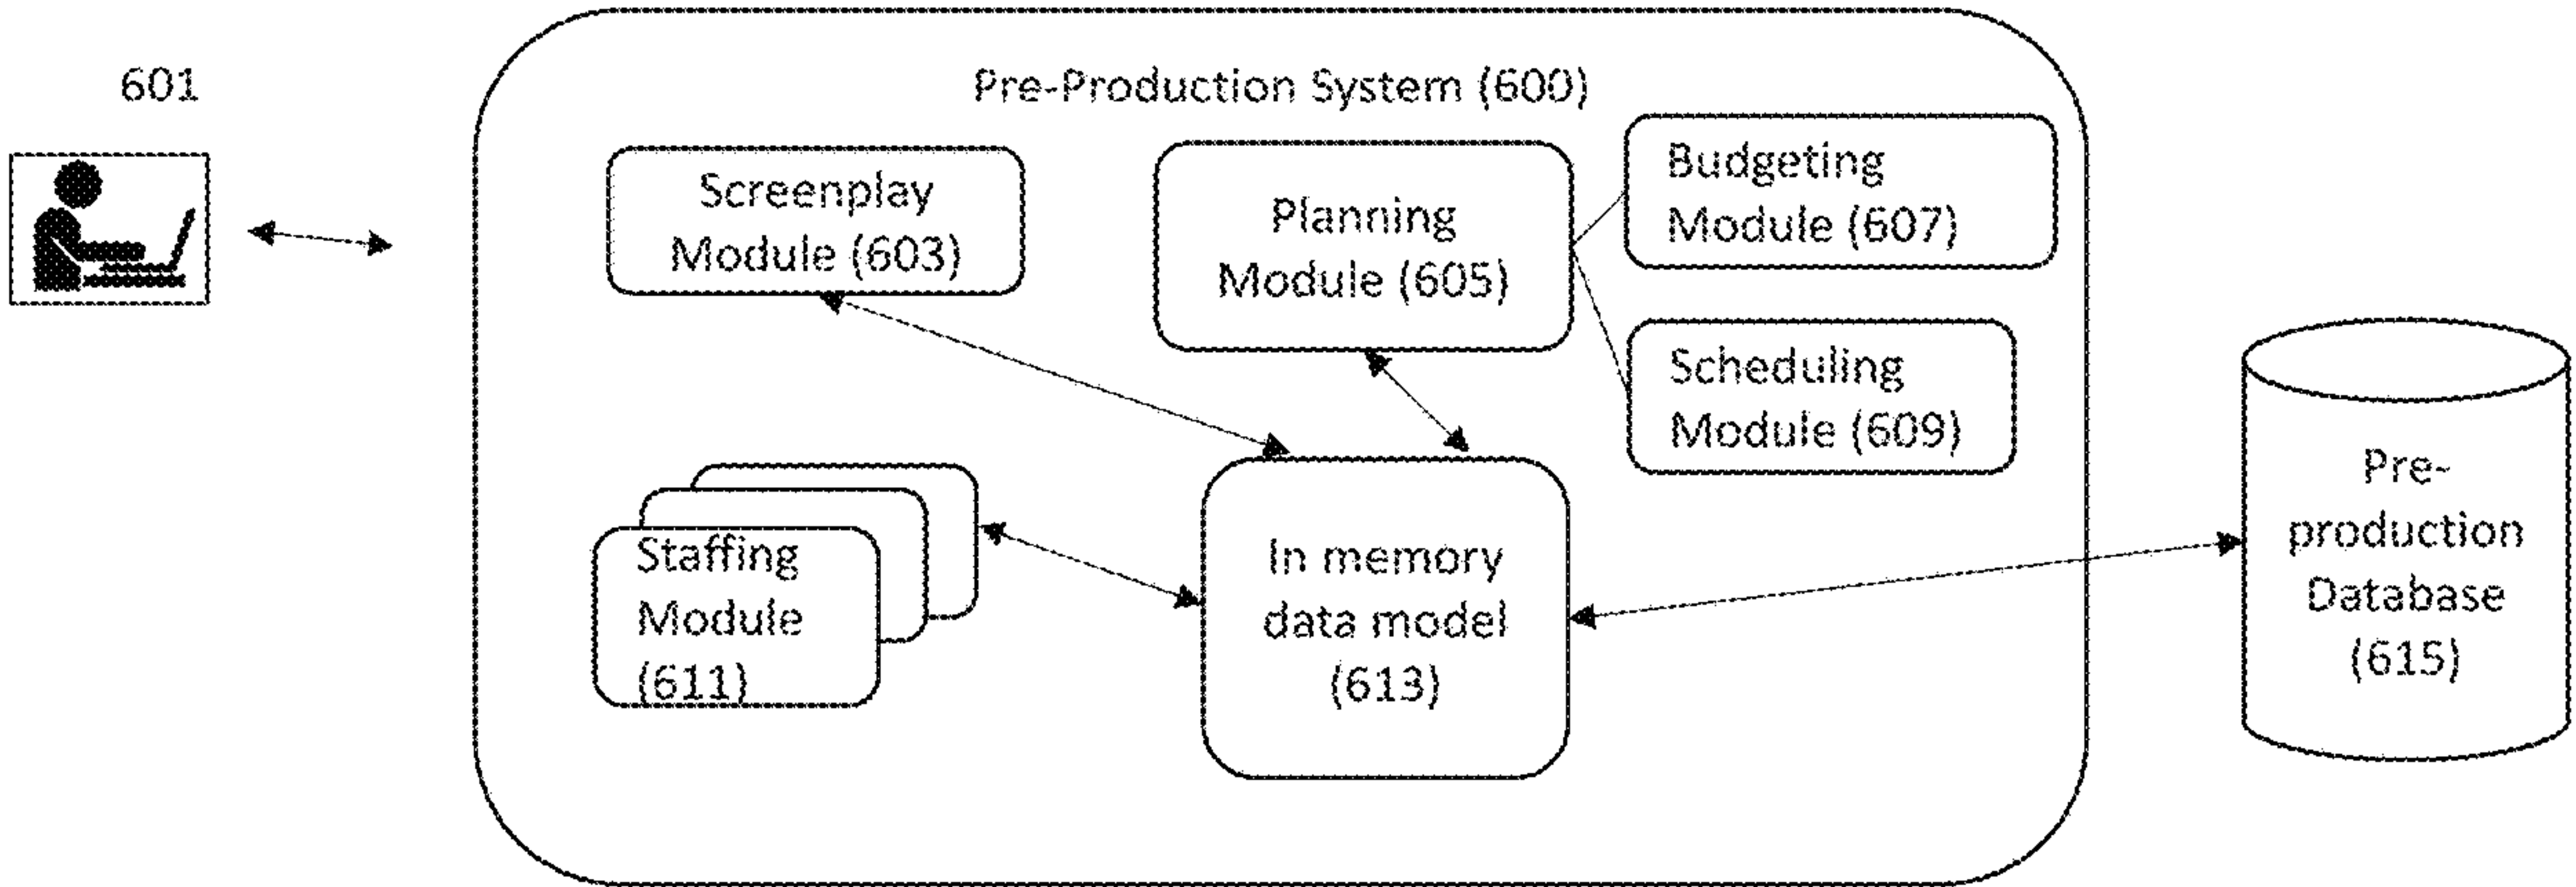 601
Pre-Production System (600)
Screenplay
Module (603)
Planning
Module (605)
Budgeting
Module (607)
Scheduling
Module (609)
Staffing
Module
(611)
In memory
data model
(613)
Pre-
production
Database
(615)